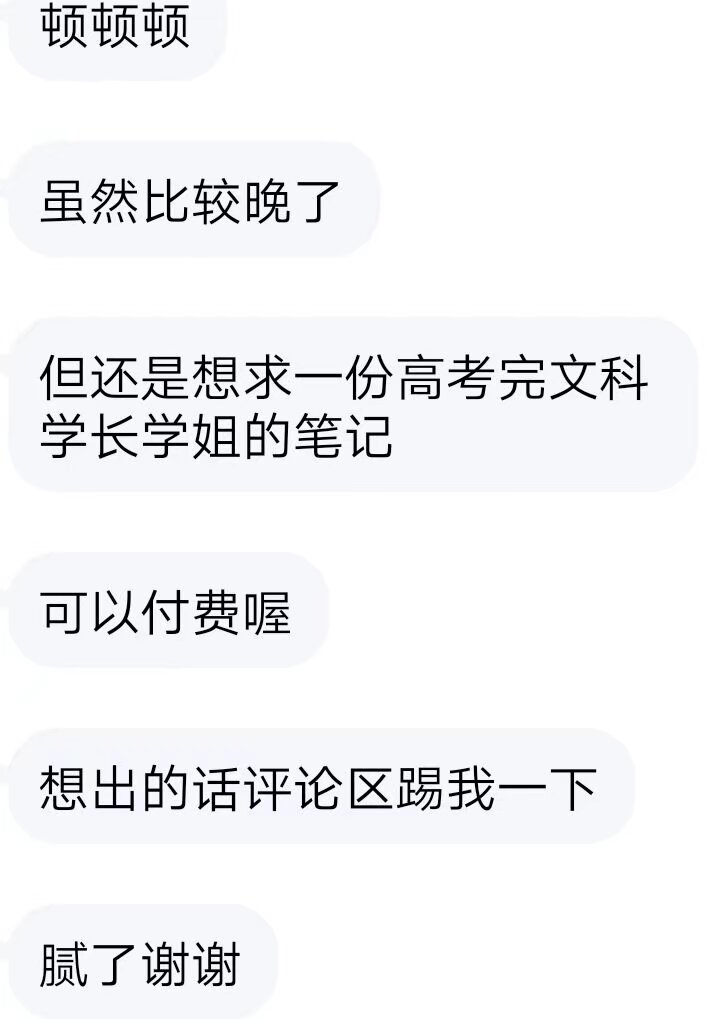 顿顿顿
虽然比较晚了
但还是想求一份高考完文科
学长学姐的笔记
可以付费喔
想出的话评论区踢我一下
腻了谢谢